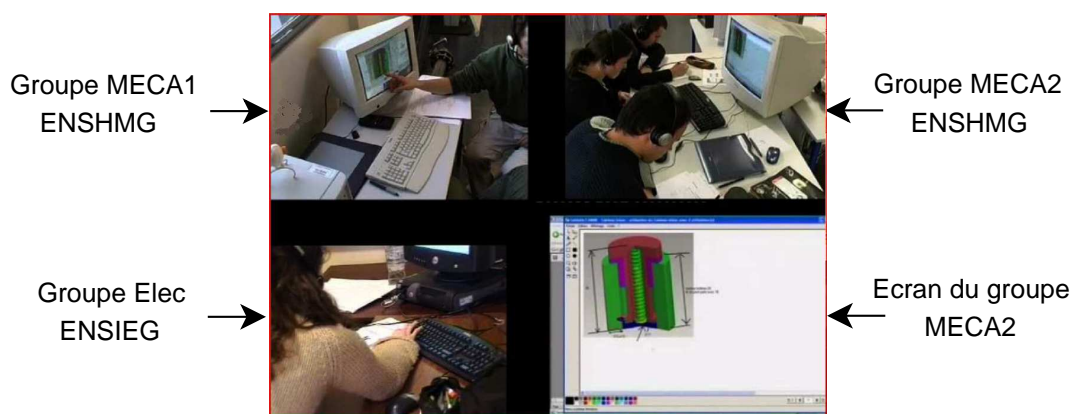 Groupe MECA1
ENSHMG
Groupe MECA2
ENSHMG
Groupe Elec
ENSIEG
Ecran du groupe
MECA2